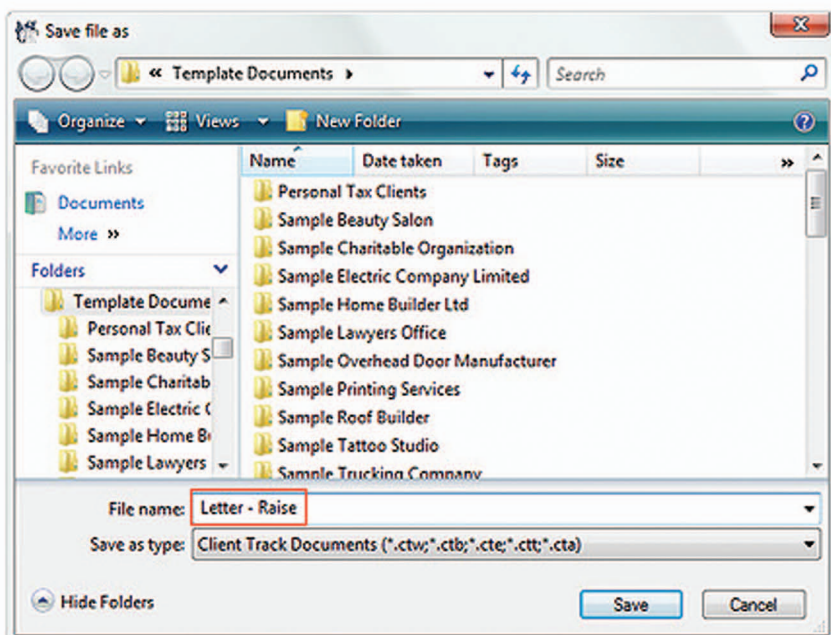 Save file as
« Template Documents
Search
Organize Views New Folder
Favorite Links
Documents
More »
Folders
Template Docume
Personal Tax Clie
Sample Beauty S
Sample Charitab
Sample Electric (
Sample Home B
Sample Lawyers
Name Date taken Tags Size »
Personal Tax Clients
Sample Beauty Salon
Sample Charitable Organization
Sample Electric Company Limited
Sample Home Builder Ltd
Sample Lawyers Office
Sample Overhead Door Manufacturer
Sample Printing Services
Sample Roof Builder
Sample Tattoo Studio
Sample Trucking Company
File name: Letter - Raise
Save as type: Client Track Documents (*.ctw;*.ctb;*.cte;*.ctt;*.cta)
Hide Folders Save Cancel